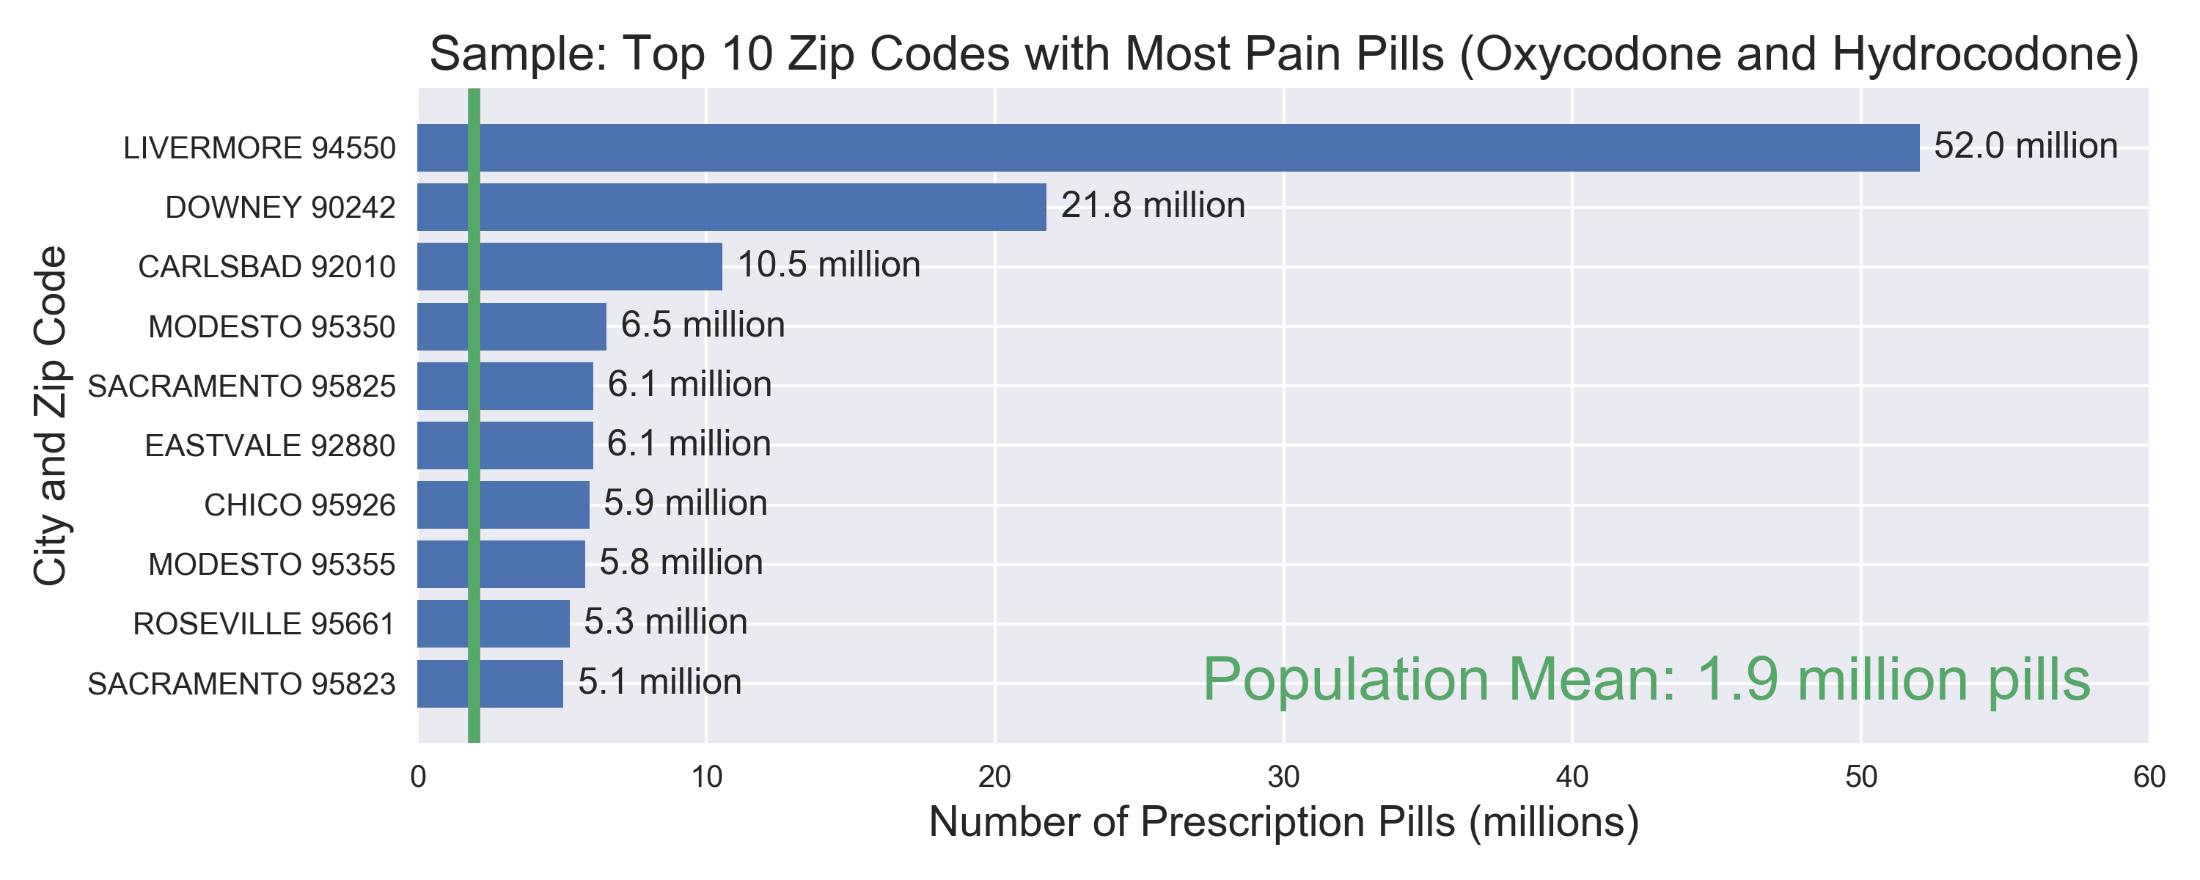 Sample: Top 10 Zip Codes with Most Pain Pills (Oxycodone and Hydrocodone)
City and Zip Code
LIVERMORE 94550 52.0 million
DOWNEY 90242 21.8 million
CARLSBAD 92010 10.5 million
MODESTO 95350 6.5 million
SACRAMENTO 95825 6.1 million
EASTVALE 92880 6.1 million
CHICO 95926 5.9 million
MODESTO 95355 5.8 million
ROSEVILLE 95661 5.3 million
SACRAMENTO 95823 5.1 million
Population Mean: 1.9 million pills
0 10 20 30 40 50 60
Number of Prescription Pills (millions)